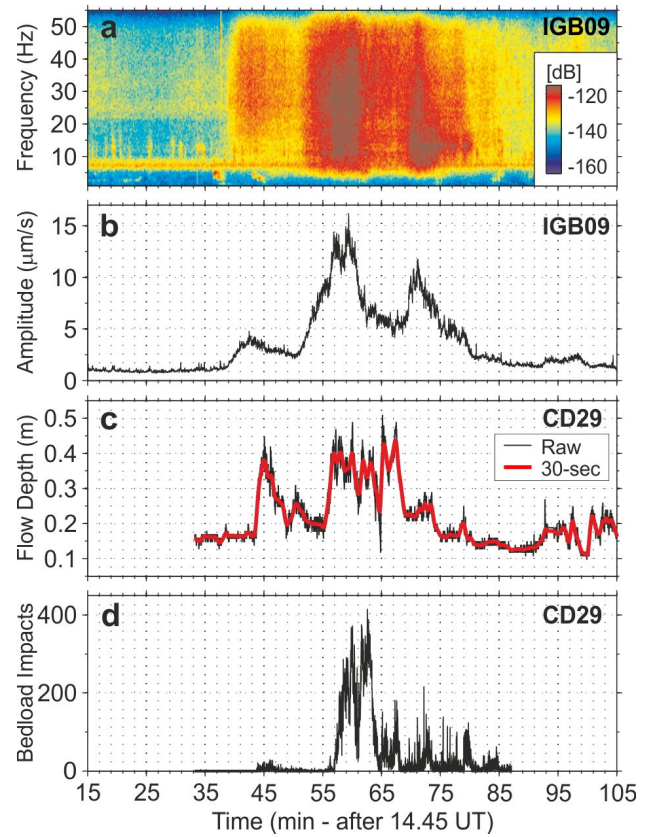 a
IGB09
[dB]
-120
-140
-160
50
40
30
20
10
Frequency (Hz)
b
IGB09
15
10
5
0
Amplitude (μm/s)
c
CD29
Raw
30-sec
0.5
0.4
0.3
0.2
0.1
Flow Depth (m)
d
CD29
400
200
0
Bedload Impacts
15 25 35 45 55 65 75 85 95 105
Time (min - after 14.45 UT)